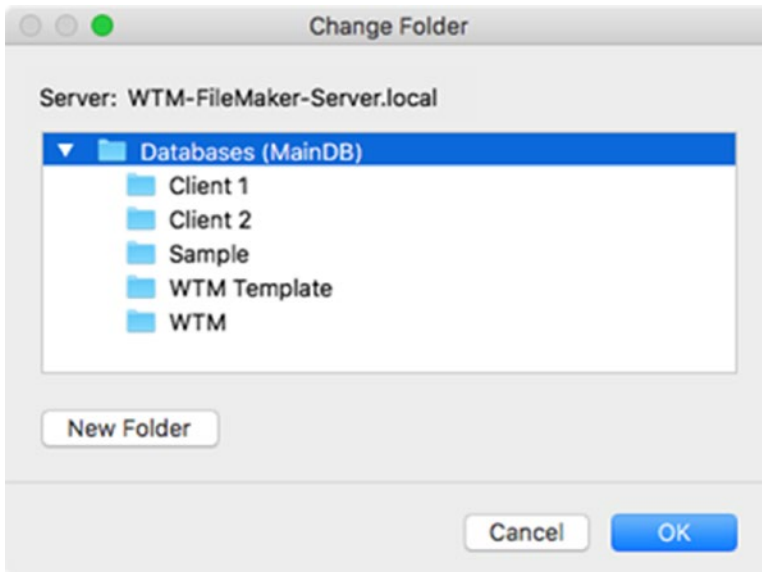 Change Folder
Server: WTM-FileMaker-Server.local
Databases (MainDB)
Client 1
Client 2
Sample
WTM Template
WTM
New Folder
Cancel
OK